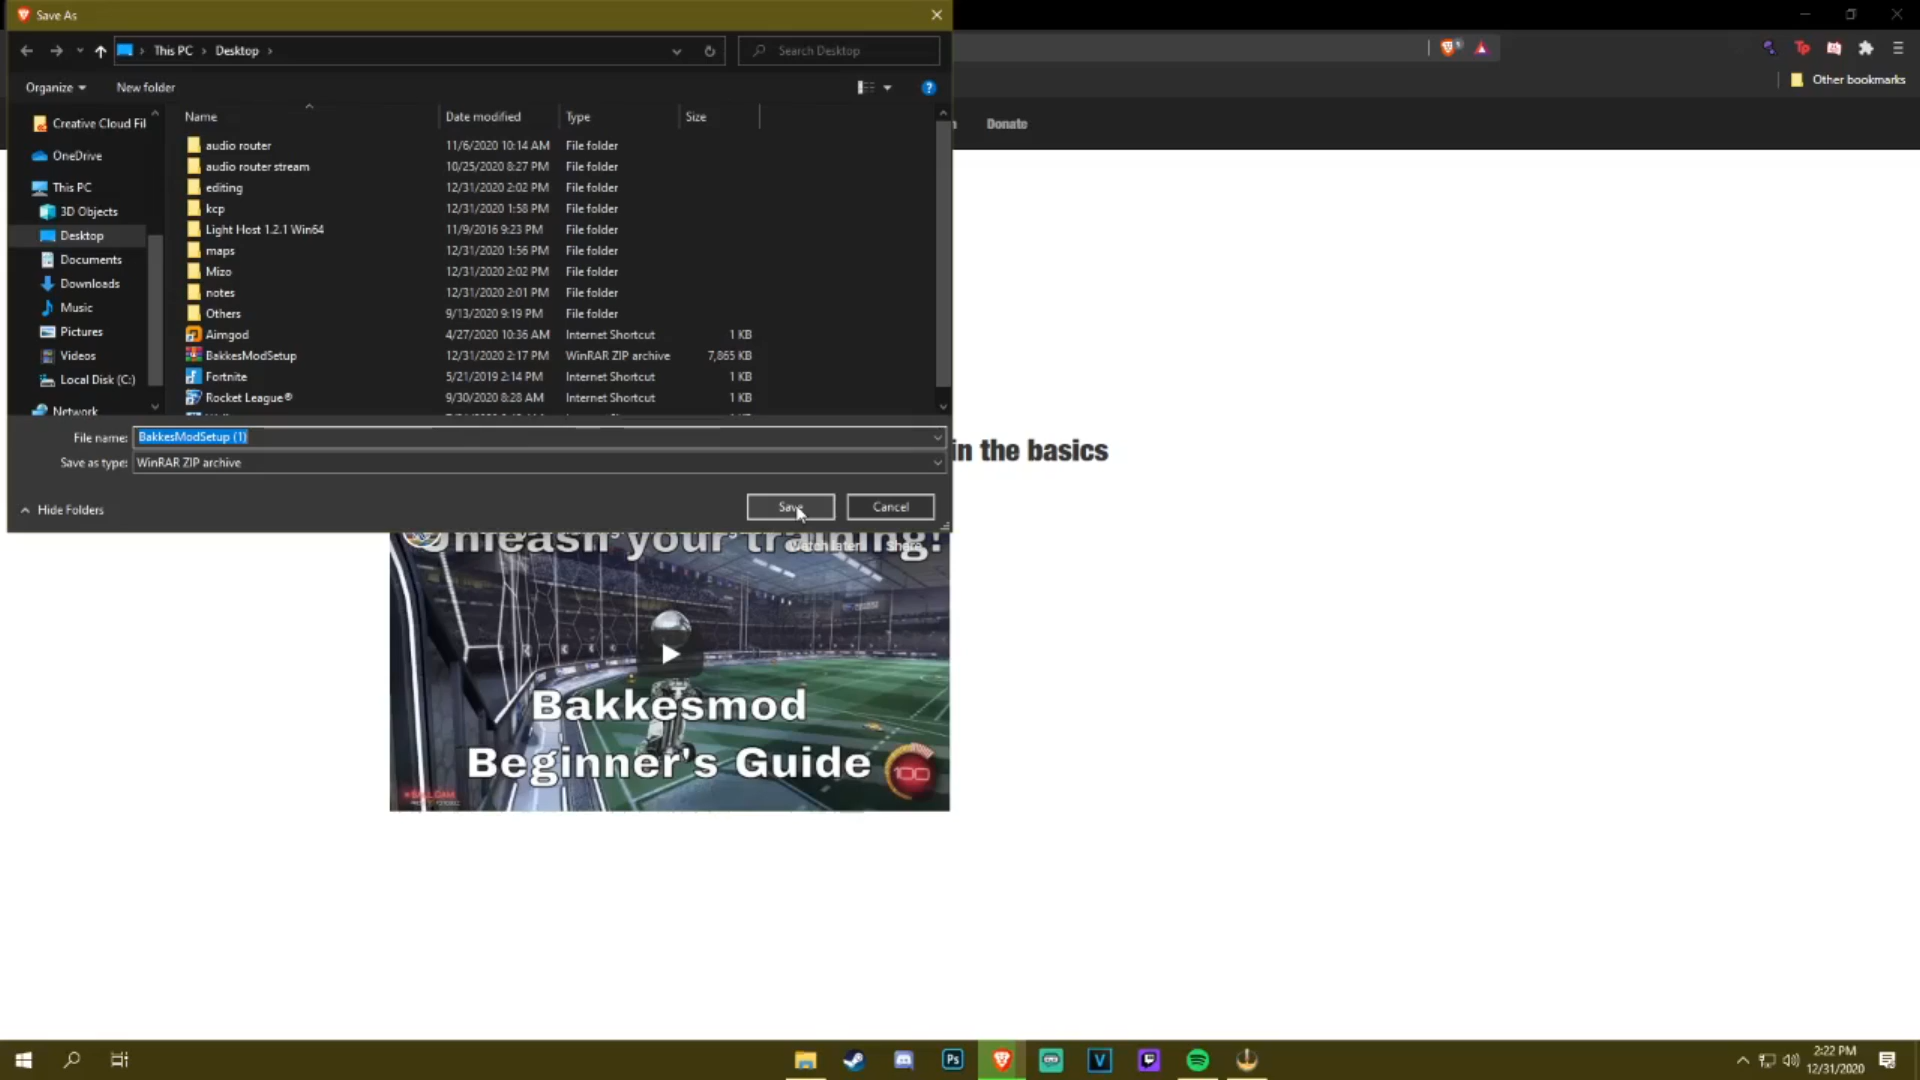 Save As
This PC > Desktop >
Search Desktop
Organize
New folder
Name
Date modified
Type
Size
Creative Cloud Fil
OneDrive
This PC
3D Objects
Desktop
Documents
Downloads
Music
Pictures
Videos
Local Disk (C:)
Network
audio router 11/6/2020 10:14 AM File folder
audio router stream 10/25/2020 8:27 PM File folder
editing 12/31/2020 2:02 PM File folder
kcp 12/31/2020 1:58 PM File folder
Light Host 1.2.1 Win64 11/9/2016 9:23 PM File folder
maps 12/31/2020 1:56 PM File folder
Mizo 12/31/2020 2:02 PM File folder
notes 12/31/2020 2:01 PM File folder
Others 9/13/2020 9:19 PM File folder
Aimgod 4/27/2020 10:36 AM Internet Shortcut 1 KB
BakkesModSetup 12/31/2020 2:17 PM WinRAR ZIP archive 7,865 KB
Fortnite 5/21/2019 2:14 PM Internet Shortcut 1 KB
Rocket League® 9/30/2020 8:28 AM Internet Shortcut 1 KB
File name: BakkesModSetup (1)
Save as type: WinRAR ZIP archive
Hide Folders
Save
Cancel
Other bookmarks
Donate
in the basics
Unleash your training!
Watch later
Share
Bakkesmod
Beginner's Guide
100
2:22 PM
12/31/2020